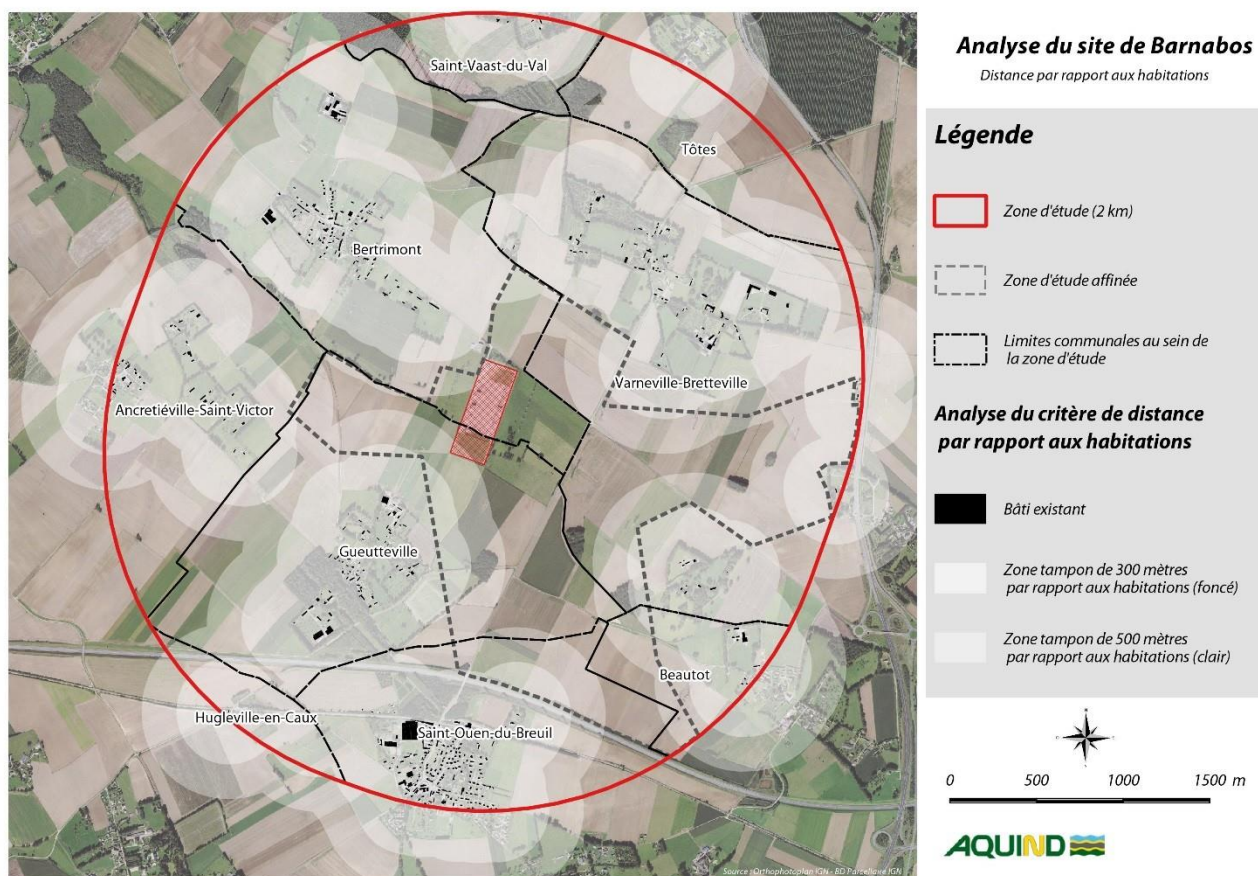 Saint-Vaast-du-Val
Tôtes
Bertrimont
Varneville-Bretteville
Ancretiéville-Saint-Victor
Gueutteville
Beautot
Hugleville-en-Caux
Saint-Ouen-du-Breuil
Source : Orthophotoplan IGN - BD Parcellaire IGN
Analyse du site de Barnabos
Distance par rapport aux habitations
Légende
Zone d'étude (2 km)
Zone d'étude affinée
Limites communales au sein de
la zone d'étude
Analyse du critère de distance
par rapport aux habitations
Bâti existant
Zone tampon de 300 mètres
par rapport aux habitations (foncé)
Zone tampon de 500 mètres
par rapport aux habitations (clair)
0 500 1000 1500 m
AQUIND